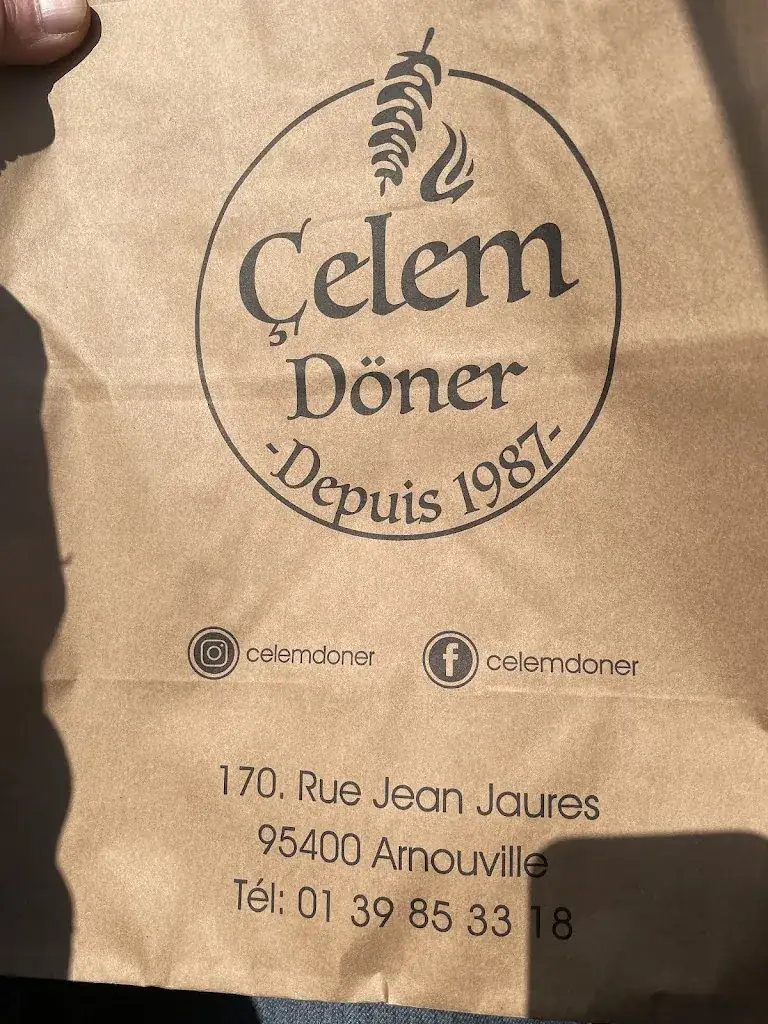 Çelem
Döner
-Depuis 1987-
celemdoner celemdoner
170. Rue Jean Jaures
95400 Arnouville
Tél: 01 39 85 33 18